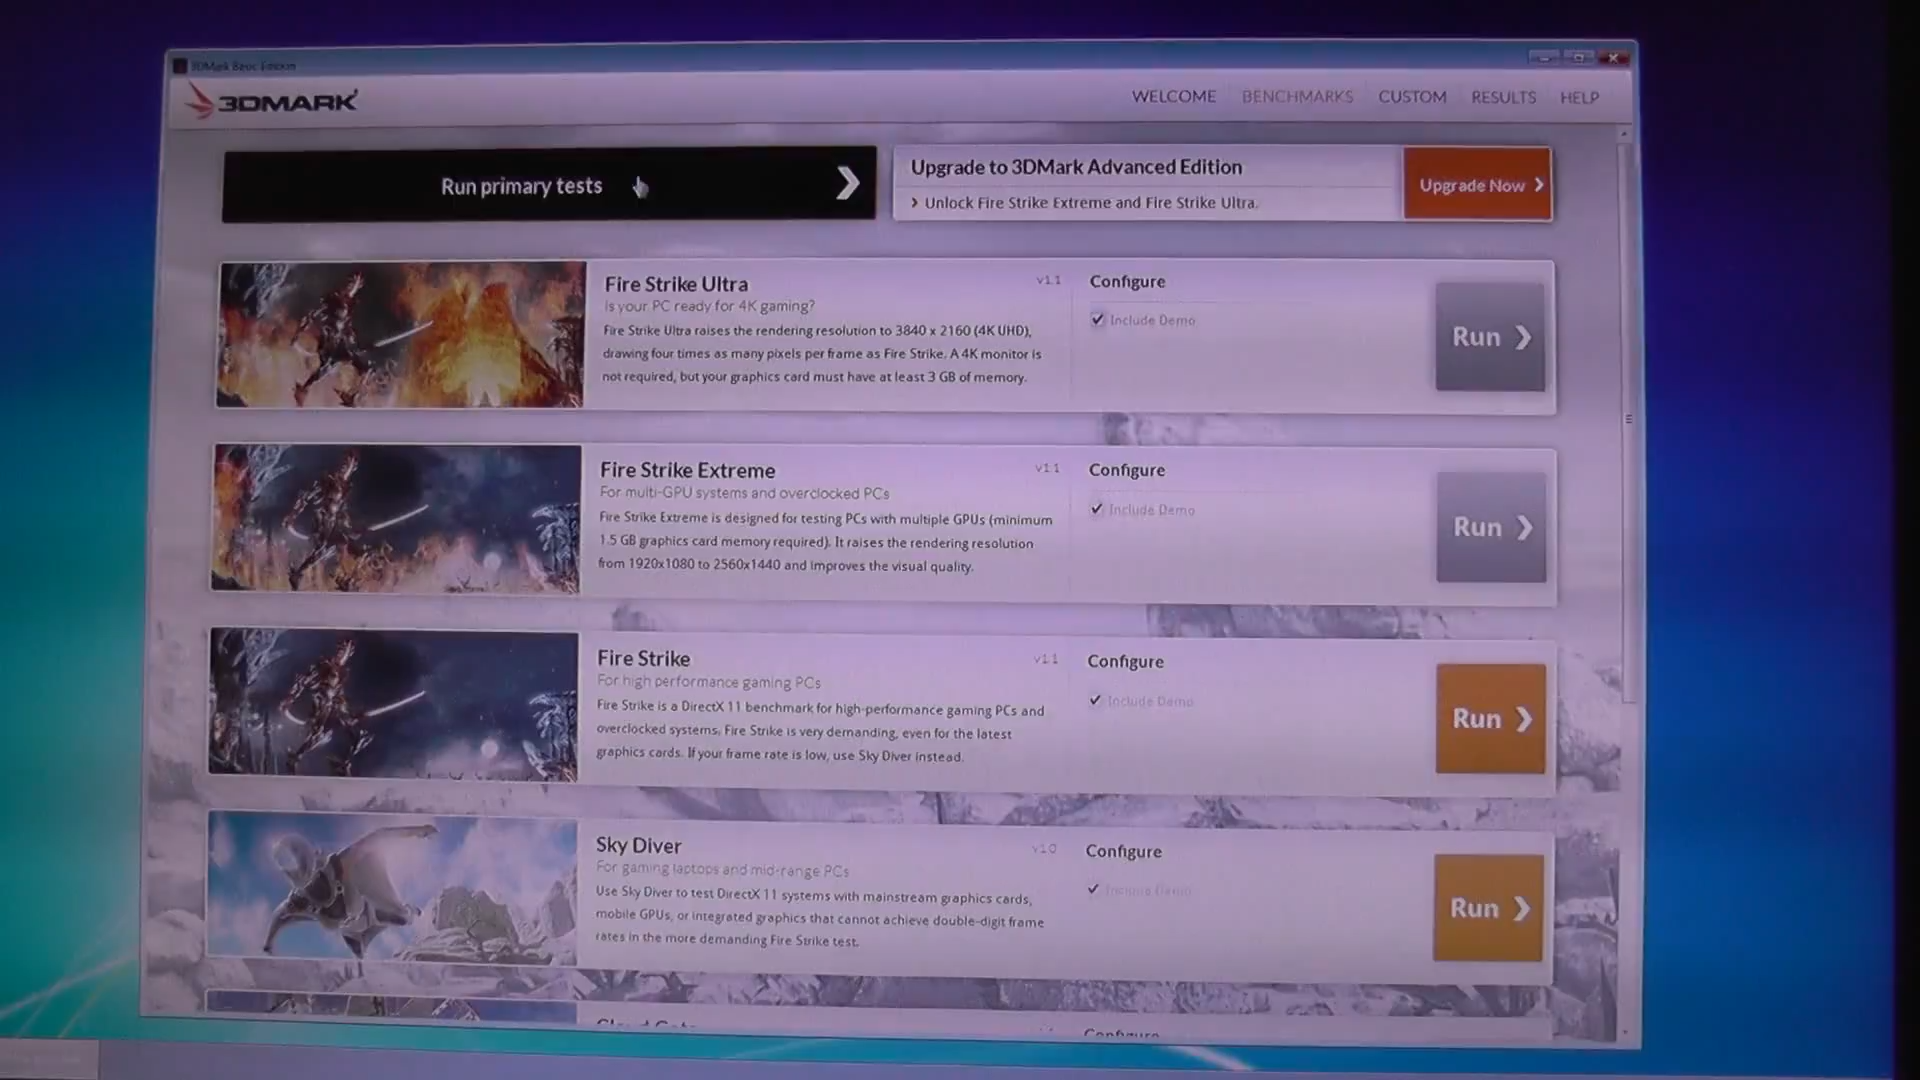 3DMark Basic Edition
3DMARK
WELCOME
BENCHMARKS
CUSTOM
RESULTS
HELP
Run primary tests
Upgrade to 3DMark Advanced Edition
Unlock Fire Strike Extreme and Fire Strike Ultra.
Upgrade Now
Fire Strike Ultra
v1.1
Is your PC ready for 4K gaming?
Fire Strike Ultra raises the rendering resolution to 3840 x 2160 (4K UHD),
drawing four times as many pixels per frame as Fire Strike. A 4K monitor is
not required, but your graphics card must have at least 3 GB of memory.
Configure
Include Demo
Run
Fire Strike Extreme
v1.1
For multi-GPU systems and overclocked PCs
Fire Strike Extreme is designed for testing PCs with multiple GPUs (minimum
1.5 GB graphics card memory required). It raises the rendering resolution
from 1920x1080 to 2560x1440 and improves the visual quality.
Configure
Include Demo
Run
Fire Strike
v1.1
For high performance gaming PCs
Fire Strike is a DirectX 11 benchmark for high-performance gaming PCs and
overclocked systems. Fire Strike is very demanding, even for the latest
graphics cards. If your frame rate is low, use Sky Diver instead.
Configure
Include Demo
Run
Sky Diver
v1.0
For gaming laptops and mid-range PCs
Use Sky Diver to test DirectX 11 systems with mainstream graphics cards,
mobile GPUs, or integrated graphics that cannot achieve double-digit frame
rates in the more demanding Fire Strike test.
Configure
Include Demo
Run
Cloud Gate
Configure